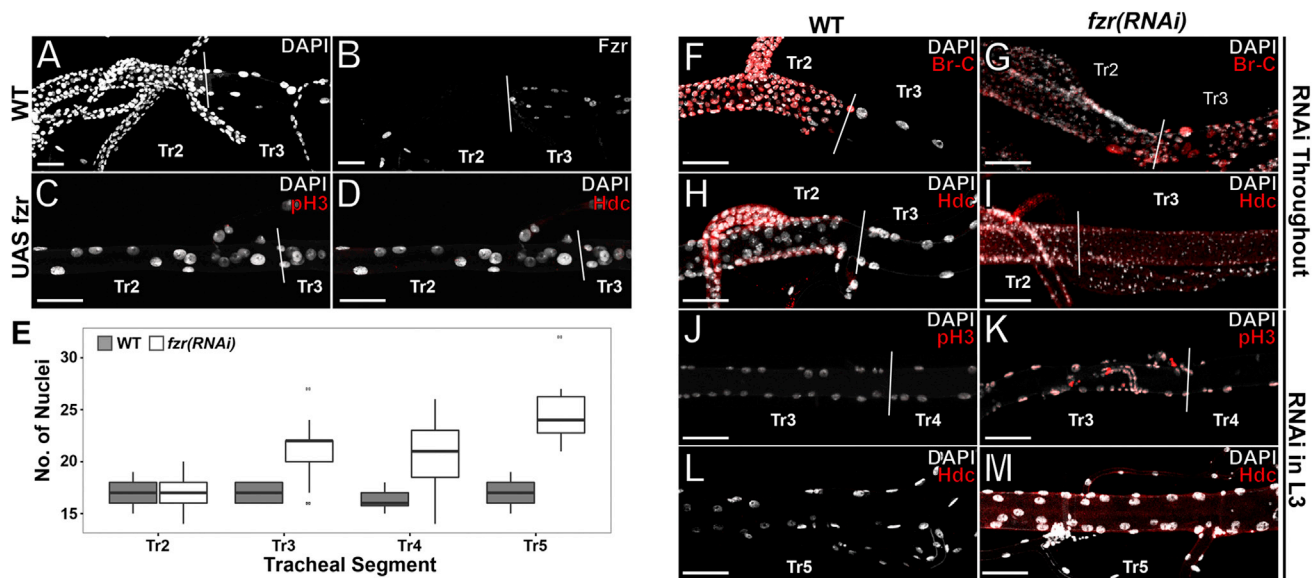 WT
fzr(RNAi)
A
DAPI
B
Fzr
WT
Tr2
Tr3
Tr2
Tr3
C
DAPI
pH3
D
DAPI
Hdc
UAS fzr
Tr2
Tr3
Tr2
Tr3
E
WT
fzr(RNAi)
No. of Nuclei
30
25
20
15
Tr2
Tr3
Tr4
Tr5
Tracheal Segment
F
Tr2
DAPI
Br-C
Tr3
G
DAPI
Br-C
Tr2
Tr3
H
Tr2
DAPI
Hdc
Tr3
I
Tr3
DAPI
Hdc
Tr2
RNAi Throughout
J
DAPI
pH3
Tr3
Tr4
K
DAPI
pH3
Tr3
Tr4
L
DAPI
Hdc
Tr5
M
DAPI
Hdc
Tr5
RNAi in L3